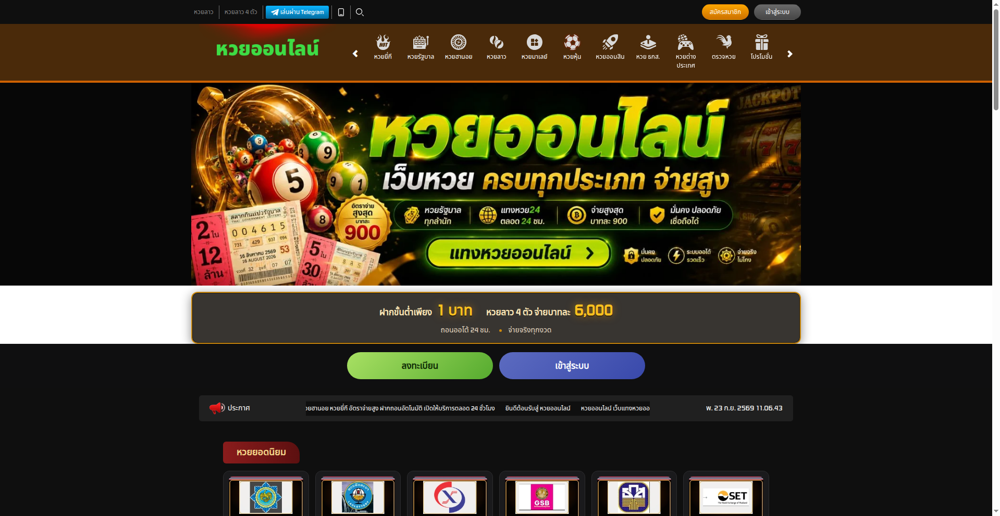 หวยลาว
หวยลาว 4 ตัว
เล่นผ่าน Telegram
สมัครสมาชิก
เข้าสู่ระบบ
หวยออนไลน์
HOT
หวยยี่กี
หวยรัฐบาล
หวยฮานอย
หวยลาว
หวยมาเลย์
หวยหุ้น
หวยออมสิน
หวย ธกส.
หวยต่าง
ประเทศ
ตรวจหวย
โปรโมชั่น
JACKPOT
หวยออนไลน์
เว็บหวย ครบทุกประเภท จ่ายสูง
อัตราจ่าย
สูงสุด
บาทละ
900
หวยรัฐบาล
ทุกสำนัก
แทงหวย24
ตลอด 24 ชม.
จ่ายสูงสุด
บาทละ 900
มั่นคง ปลอดภัย
เชื่อถือได้
แทงหวยออนไลน์
มั่นคง
ปลอดภัย
ระบบออโต้
รวดเร็ว
จ่ายจริง
ไม่โกง
2 ใน
12
ล้าน
สลากกินแบ่งรัฐบาล
THAI GOVERNMENT LOTTERY
0 0 4 6 1 5
731 429 937 094
16 สิงหาคม 2569
16 AUGUST 2026
53
งวดที่ 32 ชุดที่ 07 07
5 ใน
30
ล้าน
ฝากขั้นต่ำเพียง 1 บาท หวยลาว 4 ตัว จ่ายบาทละ 6,000
ถอนออโต้ 24 ชม. • จ่ายจริงทุกงวด
ลงทะเบียน
เข้าสู่ระบบ
ประกาศ
วยฮานอย หวยยี่กี อัตราจ่ายสูง ฝากถอนอัตโนมัติ เปิดให้บริการตลอด 24 ชั่วโมง ยินดีต้อนรับสู่ หวยออนไลน์ หวยออนไลน์ เว็บแทงหวยออ
พ. 23 ก.ย. 2569 11.06.43
หวยยอดนิยม
GSB
SET
The Stock Exchange of Thailand